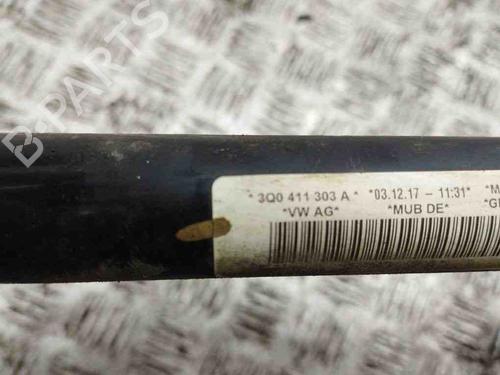 B-PARTS
* 3Q0 411 303 A * *03.12.17 – 11:31*
*VW AG* *MUB DE*